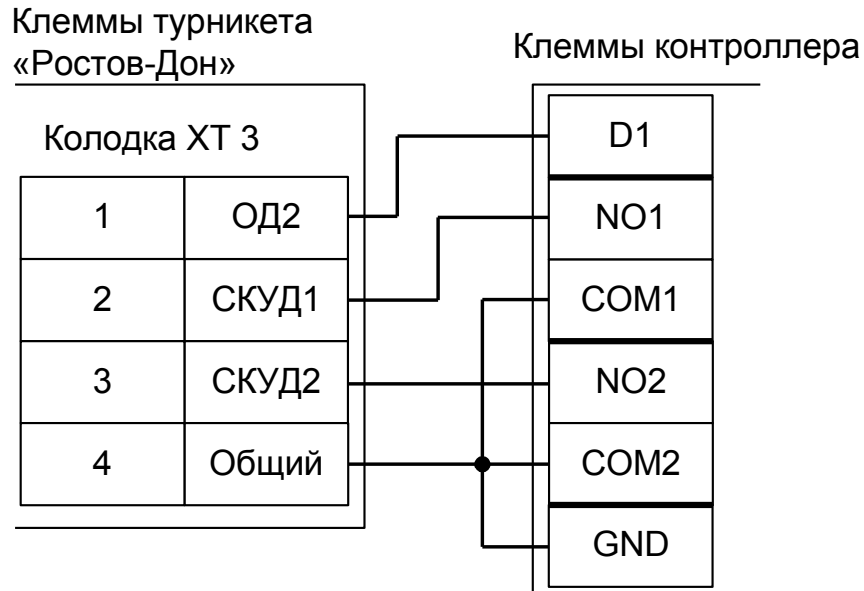 Клеммы турникета
«Ростов-Дон»
Клеммы контроллера
Колодка XT 3
1 ОД2
2 СКУД1
3 СКУД2
4 Общий
D1
NO1
COM1
NO2
COM2
GND